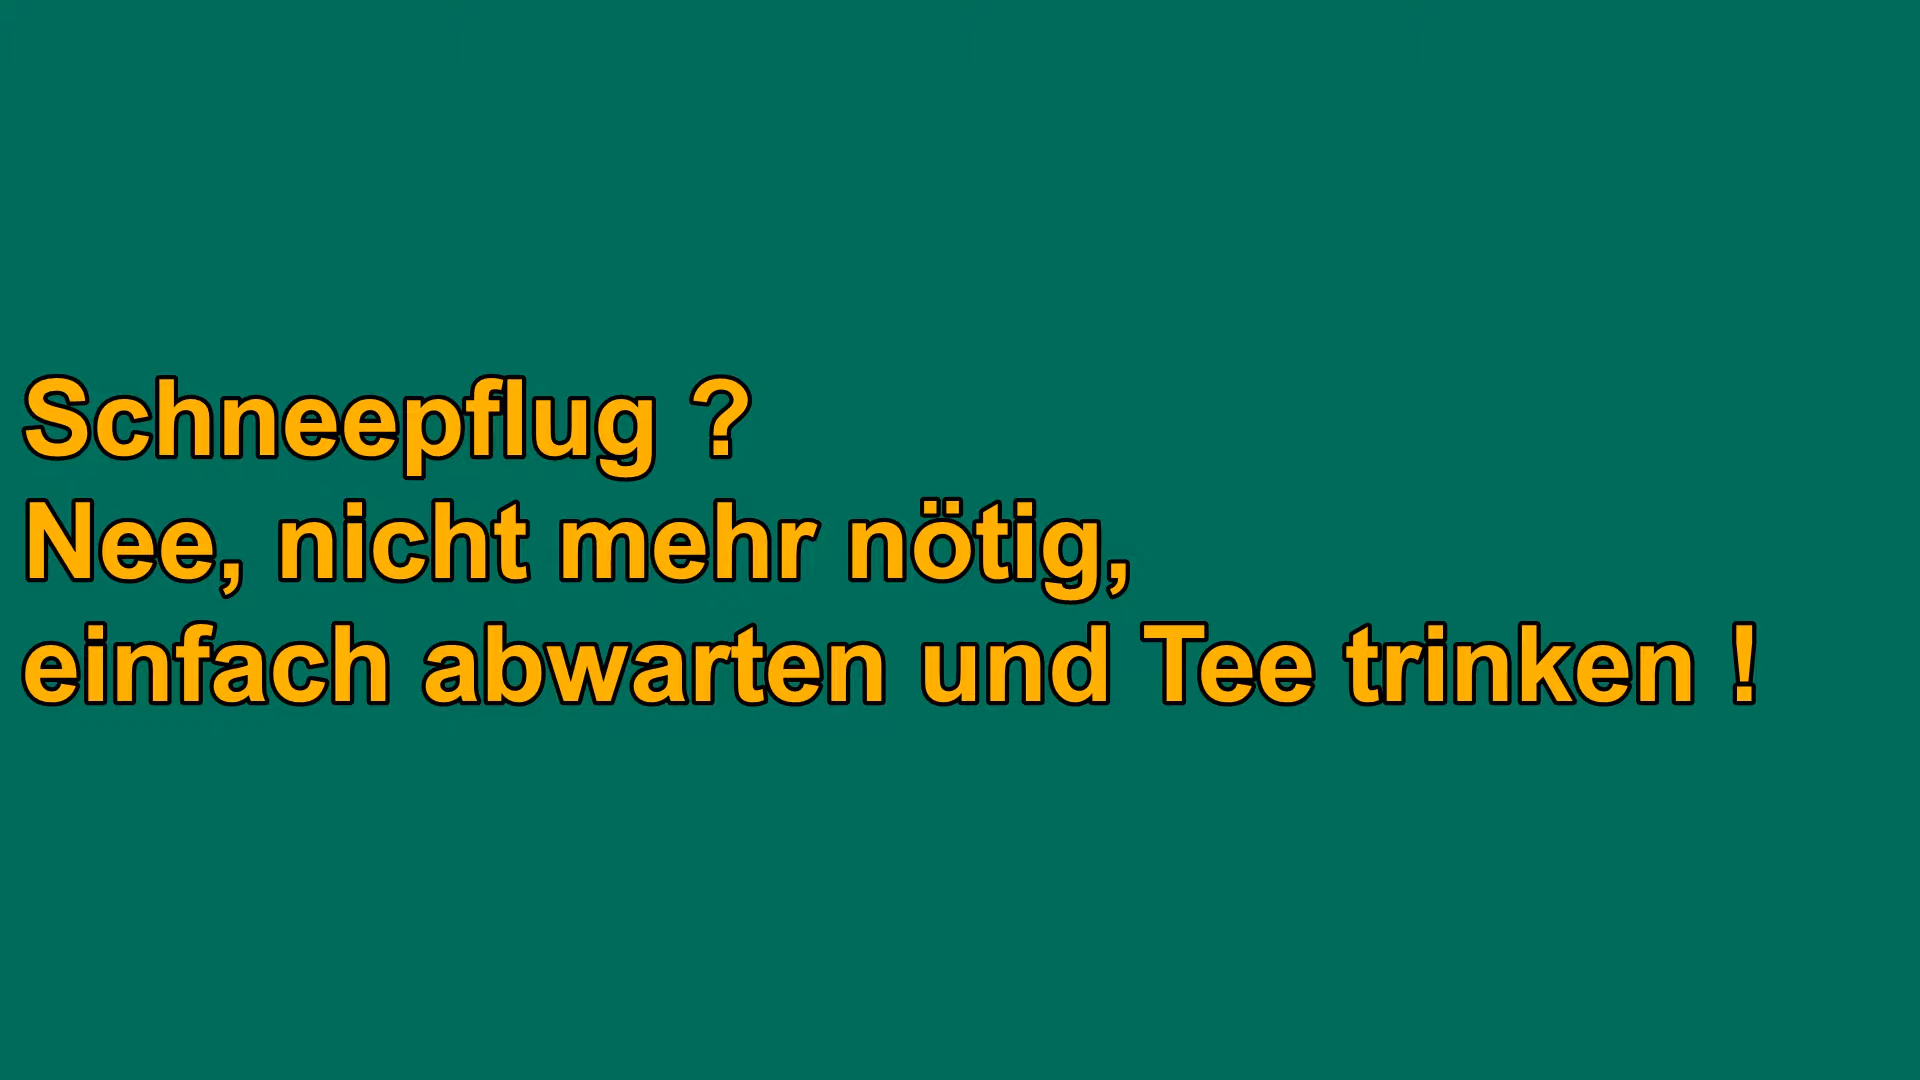 Schneepflug ?
Nee, nicht mehr nötig,
einfach abwarten und Tee trinken !